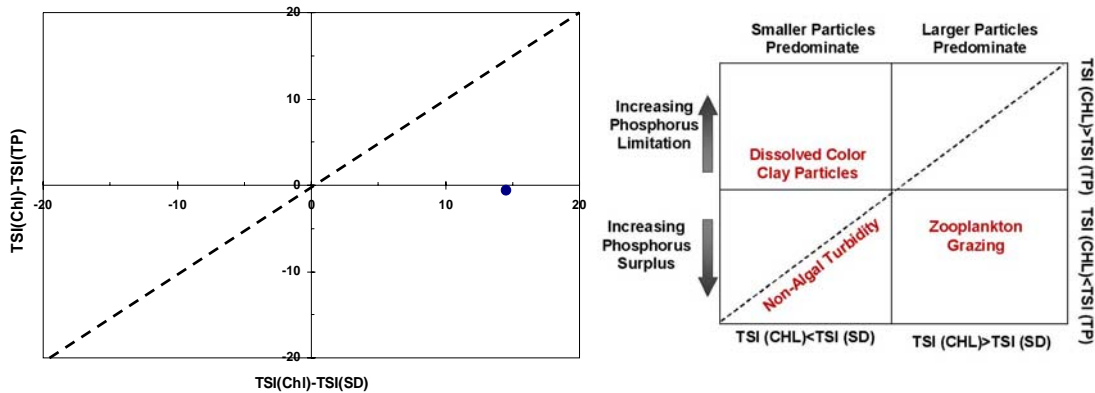 20
10
0
-10
-20
-20
-10
0
10
20
TSI(Chl)-TSI(TP)
TSI(Chl)-TSI(SD)
Smaller Particles
Predominate
Larger Particles
Predominate
Increasing
Phosphorus
Limitation
Increasing
Phosphorus
Surplus
Dissolved Color
Clay Particles
Non-Algal Turbidity
Zooplankton
Grazing
TSI (CHL)>TSI (TP)
TSI (CHL)<TSI (TP)
TSI (CHL)<TSI (SD)
TSI (CHL)>TSI (SD)